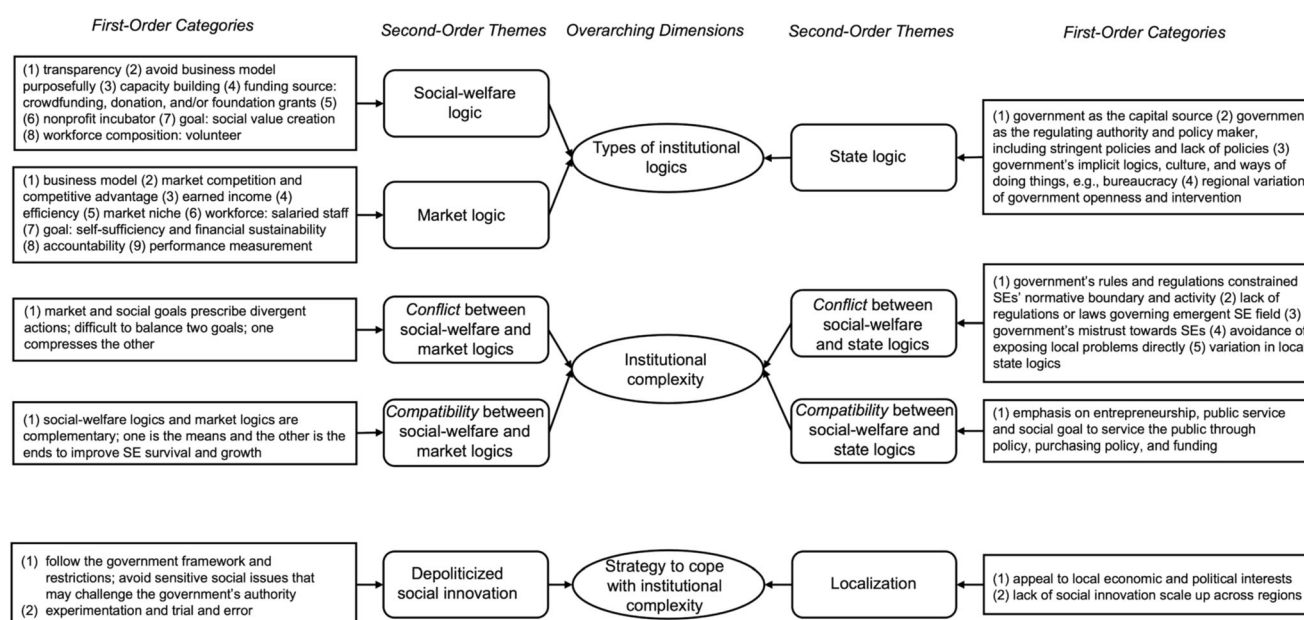 First-Order Categories
Second-Order Themes
Overarching Dimensions
Second-Order Themes
First-Order Categories
(1) transparency (2) avoid business model
purposefully (3) capacity building (4) funding source:
crowdfunding, donation, and/or foundation grants (5)
(6) nonprofit incubator (7) goal: social value creation
(8) workforce composition: volunteer
Social-welfare
logic
(1) business model (2) market competition and
competitive advantage (3) earned income (4)
efficiency (5) market niche (6) workforce: salaried staff
(7) goal: self-sufficiency and financial sustainability
(8) accountability (9) performance measurement
Market logic
Types of institutional
logics
State logic
(1) government as the capital source (2) government
as the regulating authority and policy maker,
including stringent policies and lack of policies (3)
government's implicit logics, culture, and ways of
doing things, e.g., bureaucracy (4) regional variation
of government openness and intervention
(1) market and social goals prescribe divergent
actions; difficult to balance two goals; one
compresses the other
Conflict between
social-welfare and
market logics
(1) social-welfare logics and market logics are
complementary; one is the means and the other is the
ends to improve SE survival and growth
Compatibility between
social-welfare and
market logics
Institutional
complexity
Conflict between
social-welfare
and state logics
(1) government's rules and regulations constrained
SEs' normative boundary and activity (2) lack of
regulations or laws governing emergent SE field (3)
government's mistrust towards SEs (4) avoidance of
exposing local problems directly (5) variation in local
state logics
Compatibility between
social-welfare and
state logics
(1) emphasis on entrepreneurship, public service
and social goal to service the public through
policy, purchasing policy, and funding
(1) follow the government framework and
restrictions; avoid sensitive social issues that
may challenge the government's authority
(2) experimentation and trial and error
Depoliticized
social innovation
Strategy to cope
with institutional
complexity
Localization
(1) appeal to local economic and political interests
(2) lack of social innovation scale up across regions